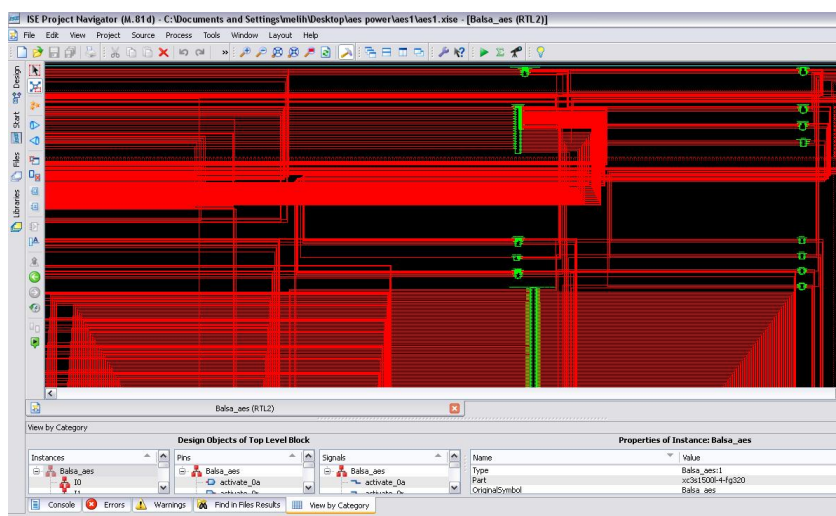 ISE Project Navigator (M.81d) - C:\Documents and Settings\melih\Desktop\aes power\aes1\aes1.xise - [Balsa_aes (RTL2)]
File Edit View Project Source Process Tools Window Layout Help
Design
Start
Files
Libraries
Balsa_aes (RTL2)
View by Category
Design Objects of Top Level Block
Properties of Instance: Balsa_aes
Instances Pins Signals Name Value
Balsa_aes Balsa_aes Balsa_aes Type Balsa_aes:1
I0 activate_0a activate_0a Part xc3s1500l-4-fg320
I1 activate_0r activate_0r OriginalSymbol Balsa_aes
Console Errors Warnings Find in Files Results View by Category